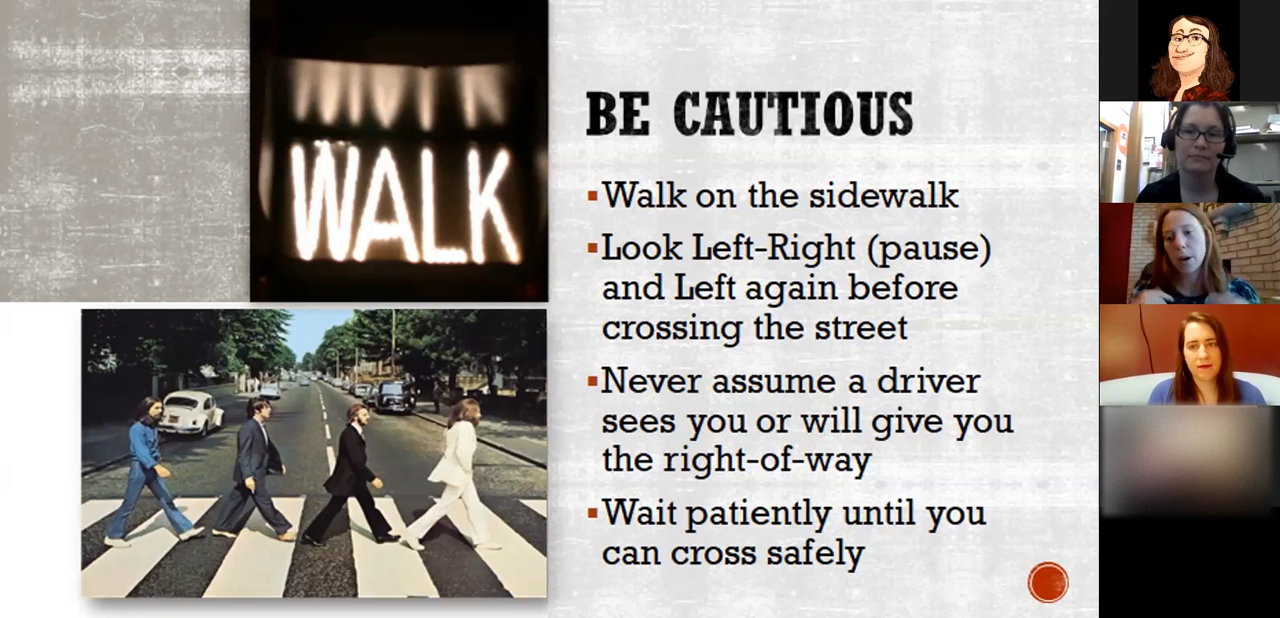 WALK
BE CAUTIOUS
Walk on the sidewalk
Look Left-Right (pause)
and Left again before
crossing the street
Never assume a driver
sees you or will give you
the right-of-way
Wait patiently until you
can cross safely